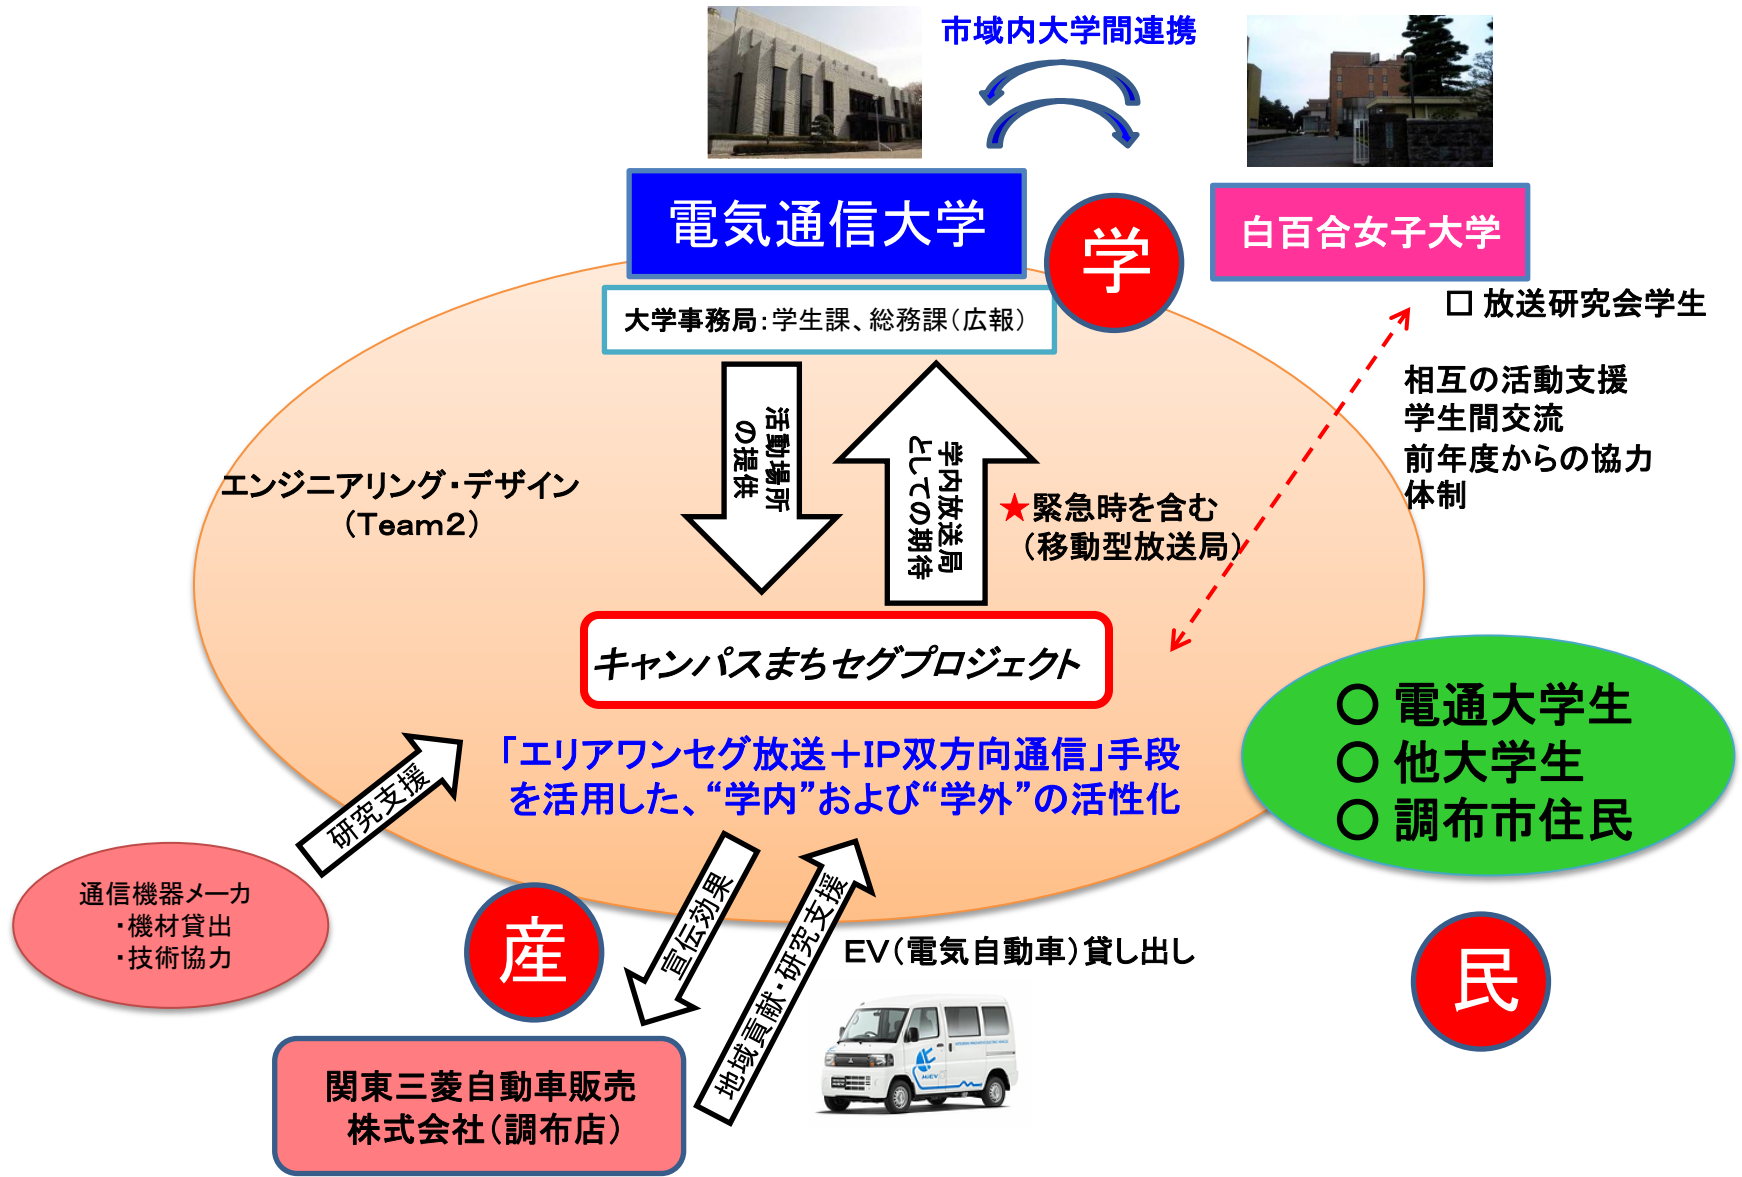 市域内大学間連携
電気通信大学
学
白百合女子大学
大学事務局：学生課、総務課（広報）
□ 放送研究会学生
相互の活動支援
学生間交流
前年度からの協力
体制
活動場所
の提供
学内放送局
としての期待
エンジニアリング・デザイン
（Team２）
★緊急時を含む
（移動型放送局）
キャンパスまちセグプロジェクト
「エリアワンセグ放送＋IP双方向通信」手段
を活用した、“学内”および“学外”の活性化
〇 電通大学生
〇 他大学生
〇 調布市住民
研究支援
通信機器メーカ
・機材貸出
・技術協力
産
宣伝効果
地域貢献・研究支援
EV（電気自動車）貸し出し
民
関東三菱自動車販売
株式会社（調布店）